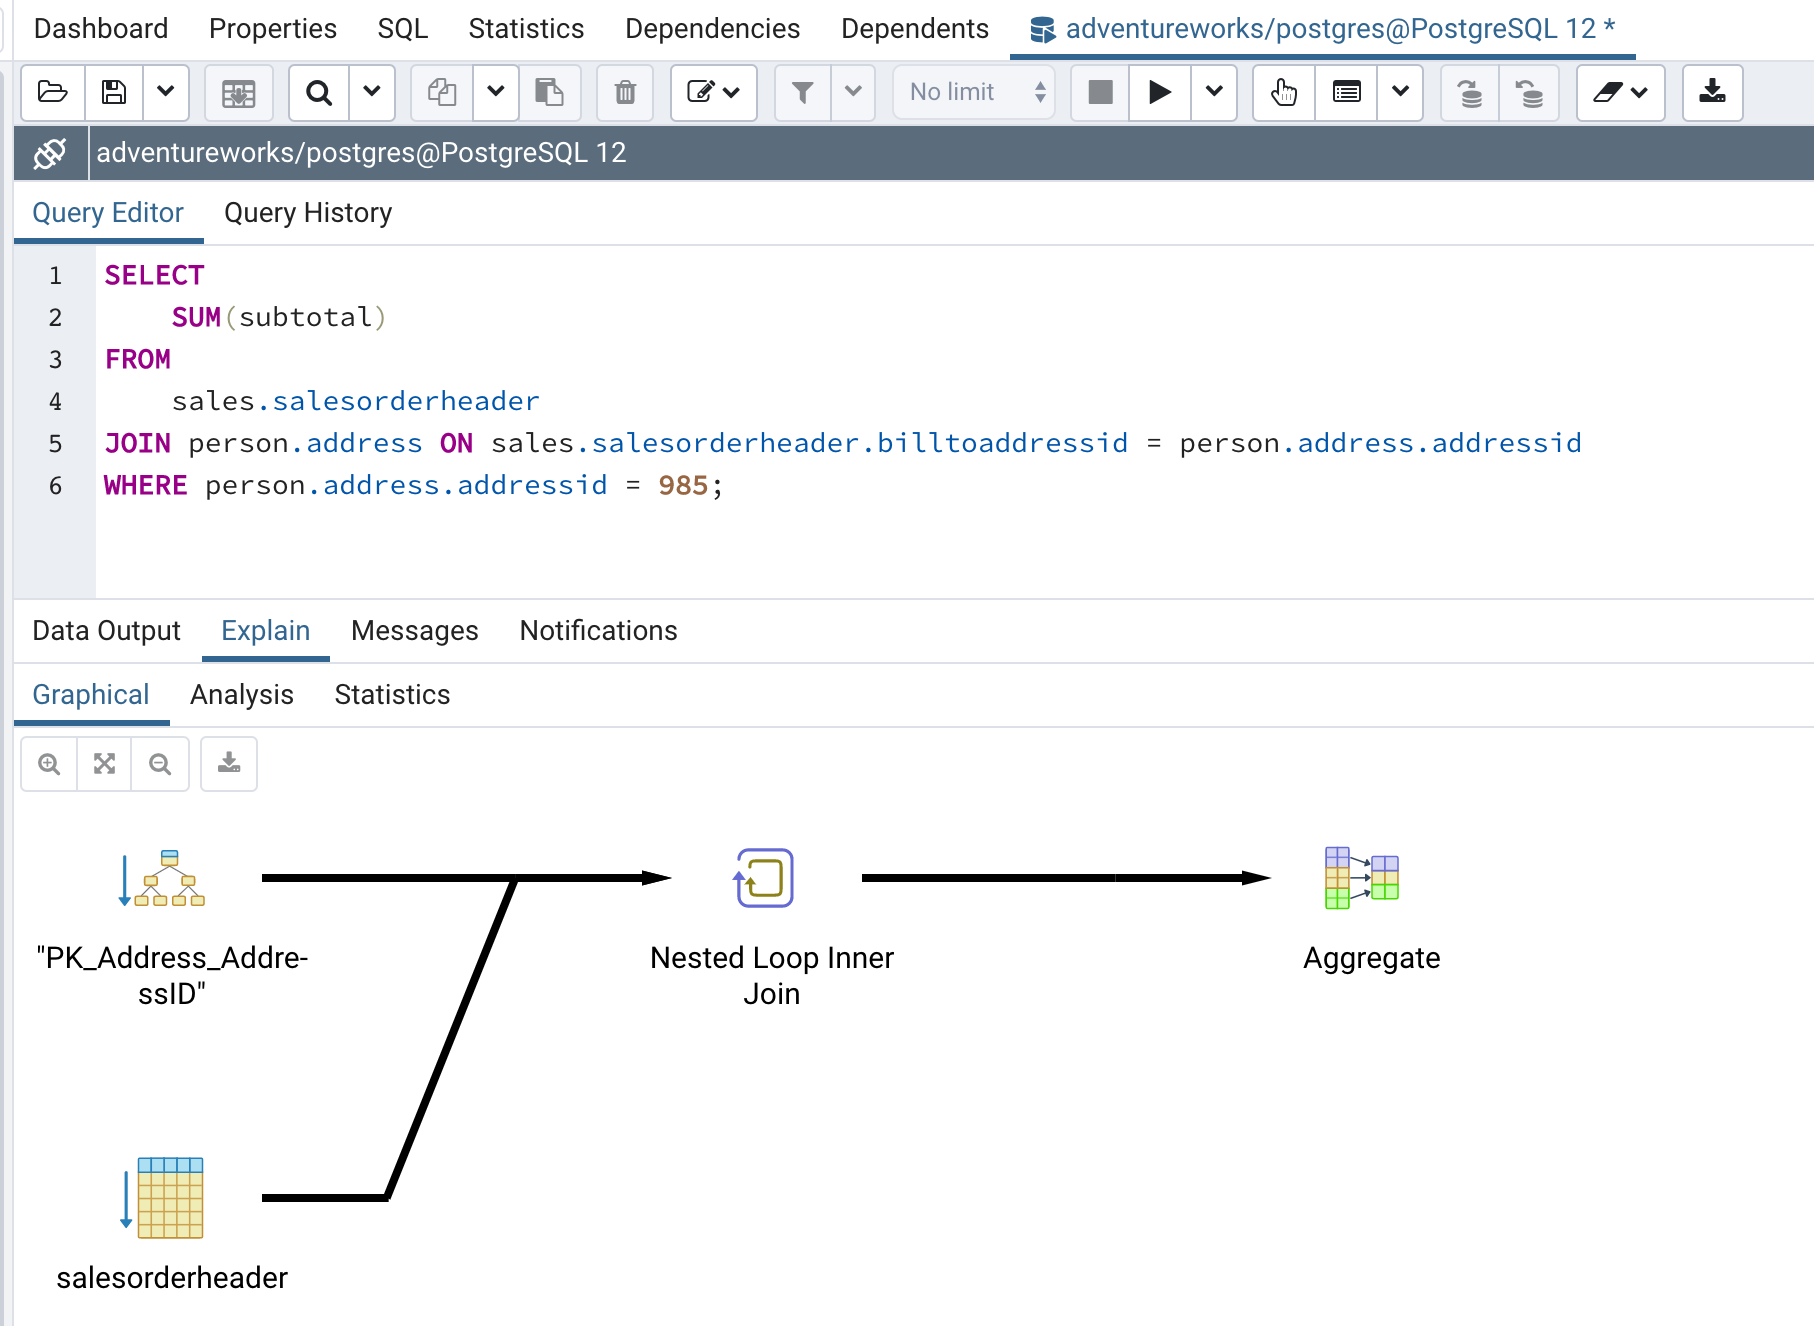 Dashboard Properties SQL Statistics Dependencies Dependents adventureworks/postgres@PostgreSQL 12 *
No limit
adventureworks/postgres@PostgreSQL 12
Query Editor Query History
1 SELECT
2 SUM(subtotal)
3 FROM
4 sales.salesorderheader
5 JOIN person.address ON sales.salesorderheader.billtoaddressid = person.address.addressid
6 WHERE person.address.addressid = 985;
Data Output Explain Messages Notifications
Graphical Analysis Statistics
"PK_Address_Addre-
ssID"
Nested Loop Inner
Join
Aggregate
salesorderheader